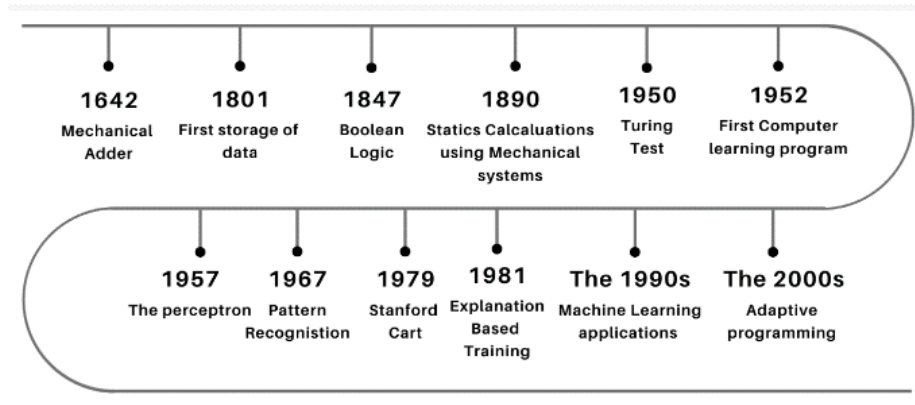 1642
Mechanical
Adder
1801
First storage of
data
1847
Boolean
Logic
1890
Statics Calcaluations
using Mechanical
systems
1950
Turing
Test
1952
First Computer
learning program
1957
The perceptron
1967
Pattern
Recognistion
1979
Stanford
Cart
1981
Explanation
Based
Training
The 1990s
Machine Learning
applications
The 2000s
Adaptive
programming